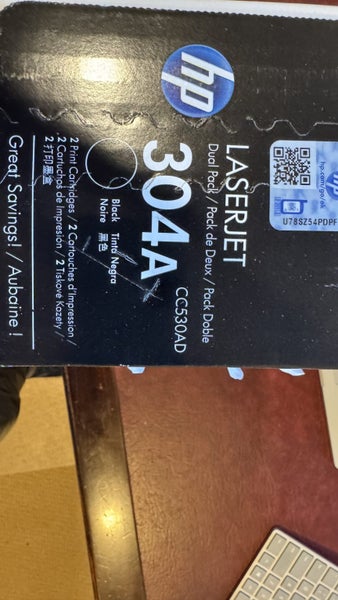 hp
LASERJET
Dual Pack / Pack de Deux / Pack Doble
304A
CC530AD
Black Tinta Negra
Noire 黑色
2 Print Cartridges / 2 Cartouches d'Impression /
2 Cartuchos de Impresión / 2 Tiskové Kazety /
2 打印墨盒
Great Savings! / Aubaine !
hp
U78SZ54PDPF